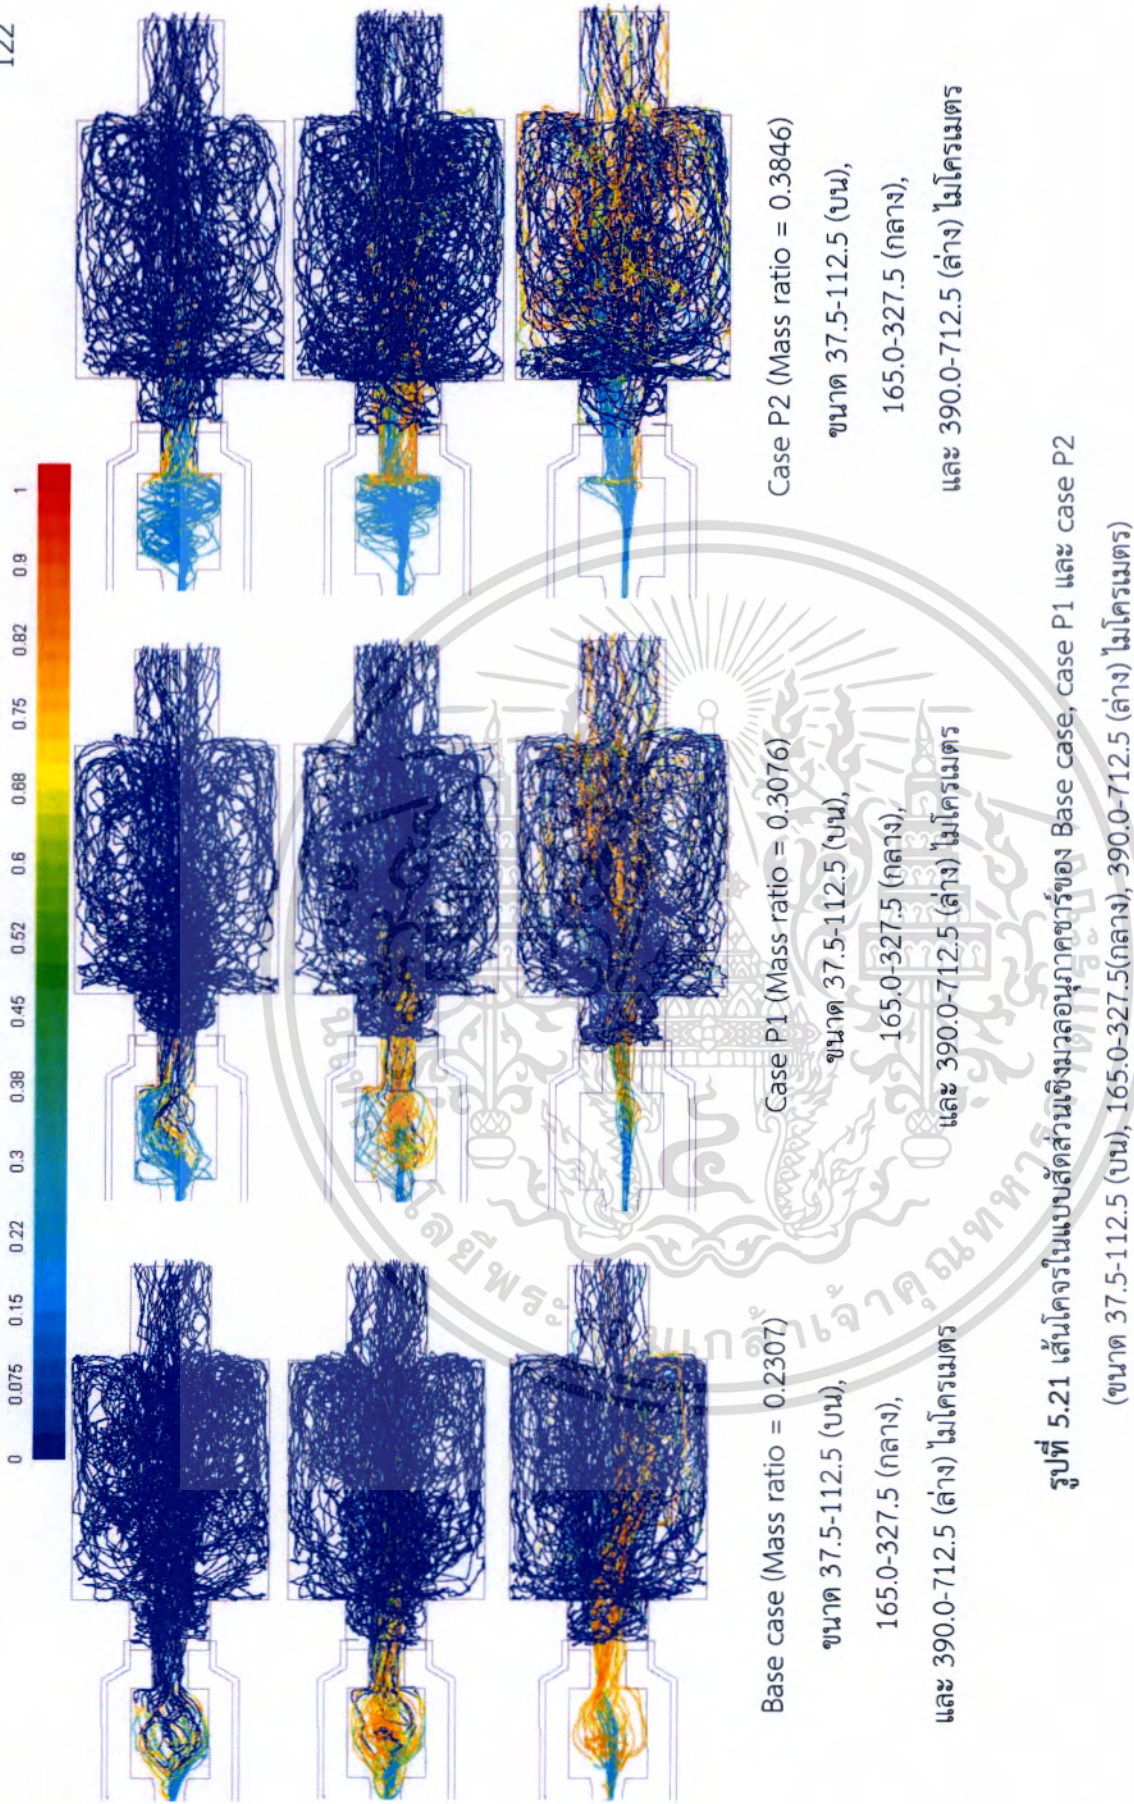 122
0 0.075 0.15 0.22 0.3 0.38 0.45 0.52 0.6 0.68 0.75 0.82 0.9 1
Base case (Mass ratio = 0.2307)
ขนาด 37.5-112.5 (บน),
165.0-327.5 (กลาง),
และ 390.0-712.5 (ล่าง) ไมโครเมตร
Case P1 (Mass ratio = 0.3076)
ขนาด 37.5-112.5 (บน),
165.0-327.5 (กลาง),
และ 390.0-712.5 (ล่าง) ไมโครเมตร
Case P2 (Mass ratio = 0.3846)
ขนาด 37.5-112.5 (บน),
165.0-327.5 (กลาง),
และ 390.0-712.5 (ล่าง) ไมโครเมตร
รูปที่ 5.21 เส้นโคจรในแบบสัดส่วนเชิงมวลอนุภาคชาร์ของ Base case, case P1 และ case P2
(ขนาด 37.5-112.5 (บน), 165.0-327.5(กลาง), 390.0-712.5 (ล่าง) ไมโครเมตร)